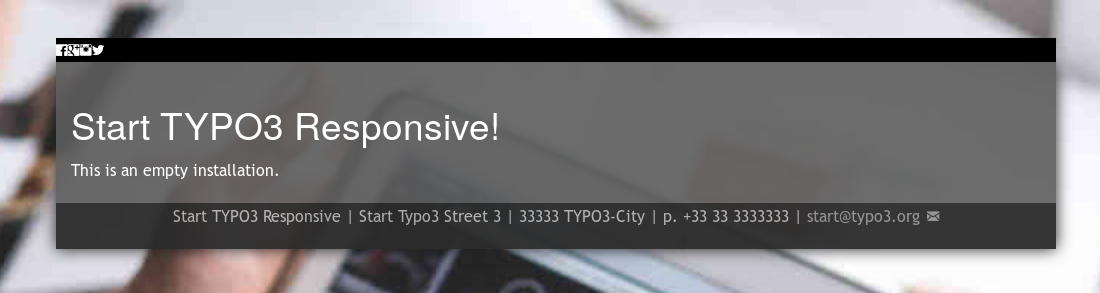 Start TYPO3 Responsive!
This is an empty installation.
Start TYPO3 Responsive | Start Typo3 Street 3 | 33333 TYPO3-City | p. +33 33 3333333 | start@typo3.org